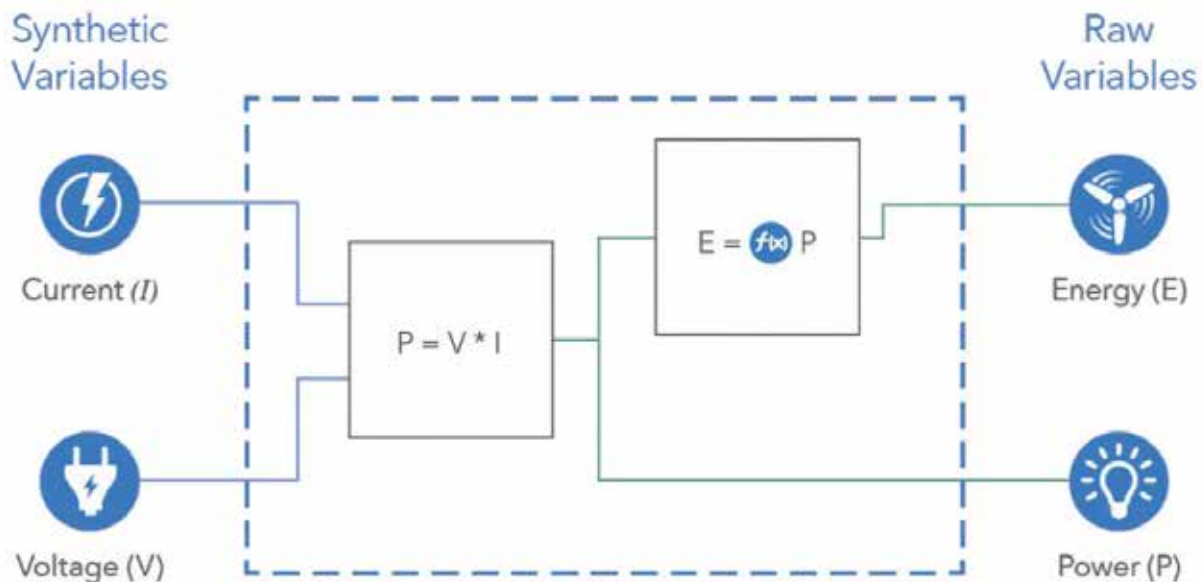 Synthetic
Variables
Raw
Variables
Current (I)
Voltage (V)
P = V * I
E = f(x) P
Energy (E)
Power (P)